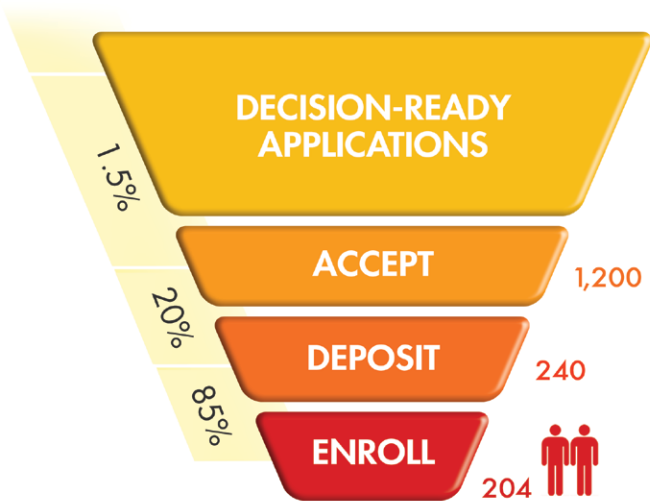 DECISION-READY
APPLICATIONS
1.5%
ACCEPT
1,200
20%
DEPOSIT
240
85%
ENROLL
204